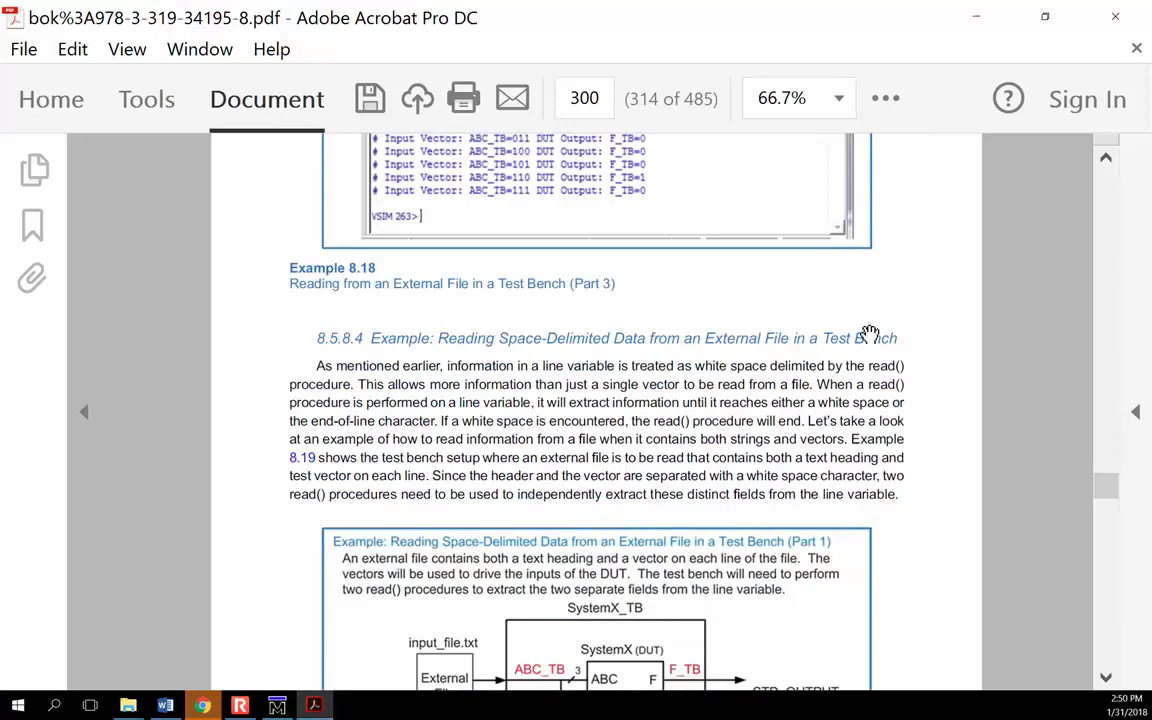 bok%3A978-3-319-34195-8.pdf - Adobe Acrobat Pro DC
File Edit View Window Help
Home Tools Document 300 (314 of 485) 66.7% Sign In
# Input Vector: ABC_TB=011 DUT Output: F_TB=0
# Input Vector: ABC_TB=100 DUT Output: F_TB=0
# Input Vector: ABC_TB=101 DUT Output: F_TB=0
# Input Vector: ABC_TB=110 DUT Output: F_TB=1
# Input Vector: ABC_TB=111 DUT Output: F_TB=0
VSIM 263>
Example 8.18
Reading from an External File in a Test Bench (Part 3)
8.5.8.4 Example: Reading Space-Delimited Data from an External File in a Test Bench
As mentioned earlier, information in a line variable is treated as white space delimited by the read()
procedure. This allows more information than just a single vector to be read from a file. When a read()
procedure is performed on a line variable, it will extract information until it reaches either a white space or
the end-of-line character. If a white space is encountered, the read() procedure will end. Let's take a look
at an example of how to read information from a file when it contains both strings and vectors. Example
8.19 shows the test bench setup where an external file is to be read that contains both a text heading and
test vector on each line. Since the header and the vector are separated with a white space character, two
read() procedures need to be used to independently extract these distinct fields from the line variable.
Example: Reading Space-Delimited Data from an External File in a Test Bench (Part 1)
An external file contains both a text heading and a vector on each line of the file. The
vectors will be used to drive the inputs of the DUT. The test bench will need to perform
two read() procedures to extract the two separate fields from the line variable.
SystemX_TB
input_file.txt
SystemX (DUT)
ABC_TB 3 F_TB
External
ABC F
2:50 PM
1/31/2018